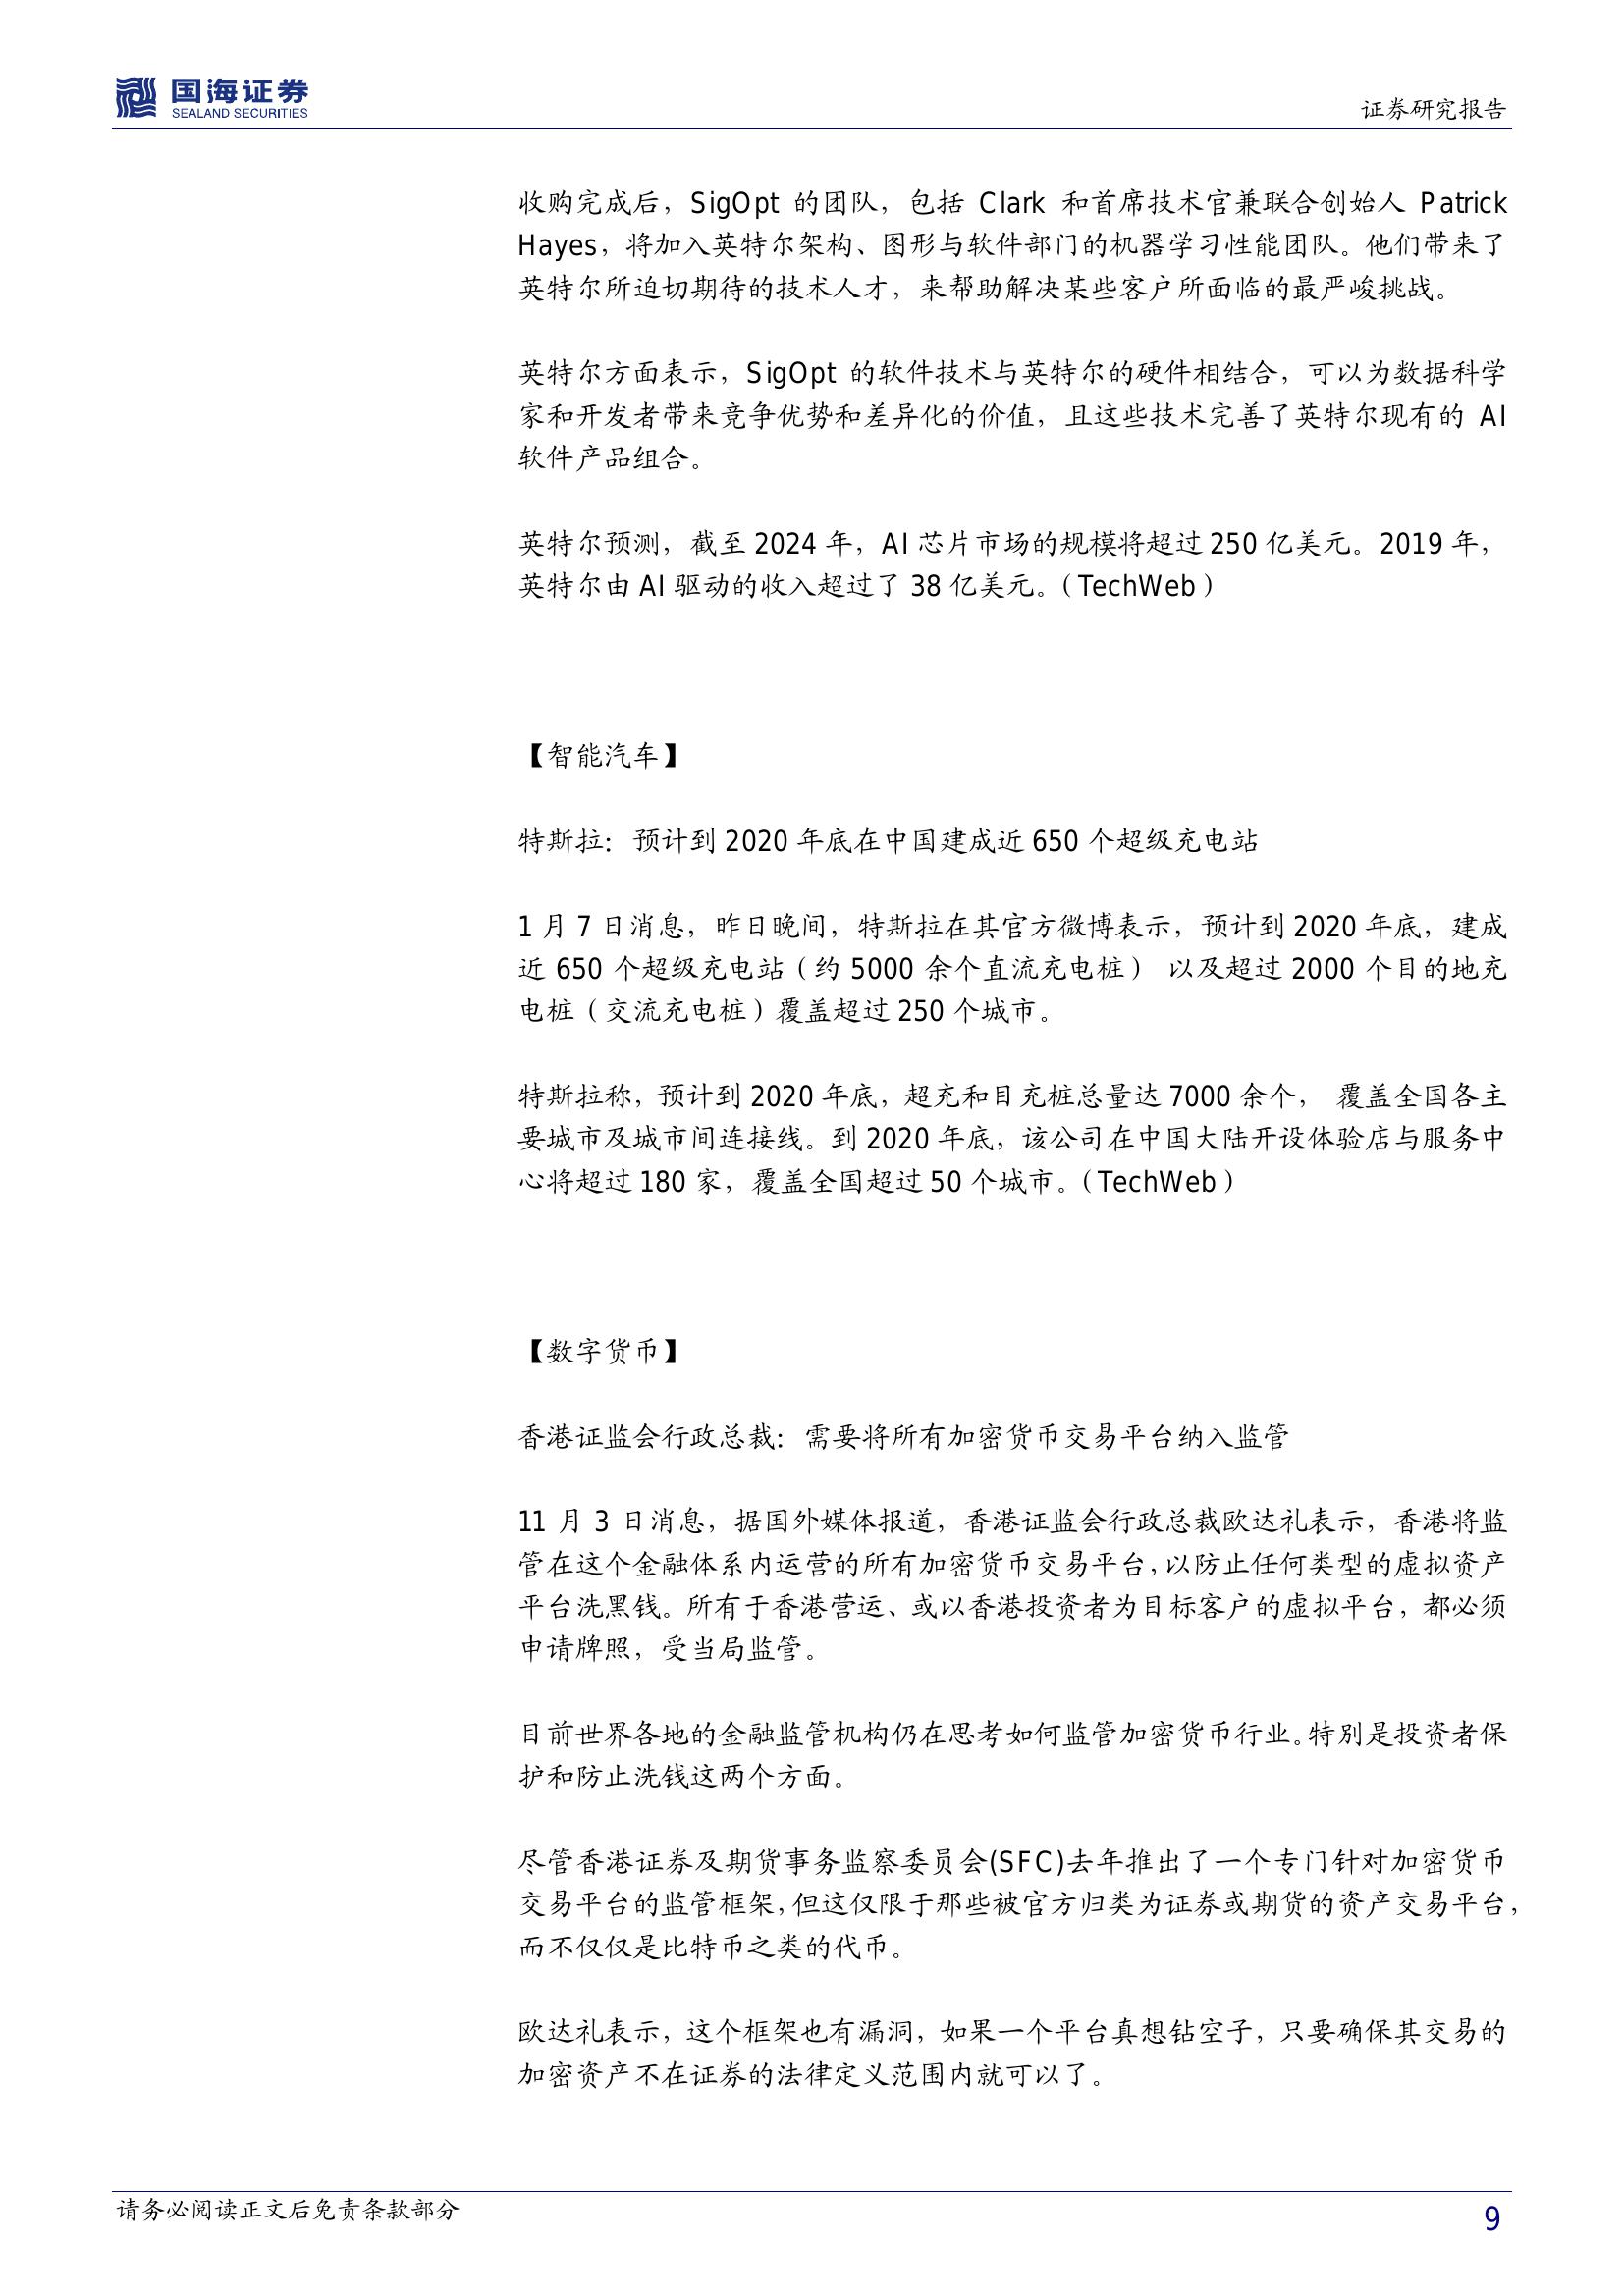 国海证券
SEALAND SECURITIES
证券研究报告
收购完成后，SigOpt 的团队，包括 Clark 和首席技术官兼联合创始人 Patrick
Hayes，将加入英特尔架构、图形与软件部门的机器学习性能团队。他们带来了
英特尔所迫切期待的技术人才，来帮助解决某些客户所面临的最严峻挑战。
英特尔方面表示，SigOpt 的软件技术与英特尔的硬件相结合，可以为数据科学
家和开发者带来竞争优势和差异化的价值，且这些技术完善了英特尔现有的 AI
软件产品组合。
英特尔预测，截至 2024 年，AI 芯片市场的规模将超过 250 亿美元。2019 年，
英特尔由 AI 驱动的收入超过了 38 亿美元。（TechWeb）
【智能汽车】
特斯拉：预计到 2020 年底在中国建成近 650 个超级充电站
1 月 7 日消息，昨日晚间，特斯拉在其官方微博表示，预计到 2020 年底，建成
近 650 个超级充电站（约 5000 余个直流充电桩） 以及超过 2000 个目的地充
电桩（交流充电桩）覆盖超过 250 个城市。
特斯拉称，预计到 2020 年底，超充和目充桩总量达 7000 余个， 覆盖全国各主
要城市及城市间连接线。到 2020 年底，该公司在中国大陆开设体验店与服务中
心将超过 180 家，覆盖全国超过 50 个城市。（TechWeb）
【数字货币】
香港证监会行政总裁：需要将所有加密货币交易平台纳入监管
11 月 3 日消息，据国外媒体报道，香港证监会行政总裁欧达礼表示，香港将监
管在这个金融体系内运营的所有加密货币交易平台，以防止任何类型的虚拟资产
平台洗黑钱。所有于香港营运、或以香港投资者为目标客户的虚拟平台，都必须
申请牌照，受当局监管。
目前世界各地的金融监管机构仍在思考如何监管加密货币行业。特别是投资者保
护和防止洗钱这两个方面。
尽管香港证券及期货事务监察委员会(SFC)去年推出了一个专门针对加密货币
交易平台的监管框架，但这仅限于那些被官方归类为证券或期货的资产交易平台，
而不仅仅是比特币之类的代币。
欧达礼表示，这个框架也有漏洞，如果一个平台真想钻空子，只要确保其交易的
加密资产不在证券的法律定义范围内就可以了。
请务必阅读正文后免责条款部分
9